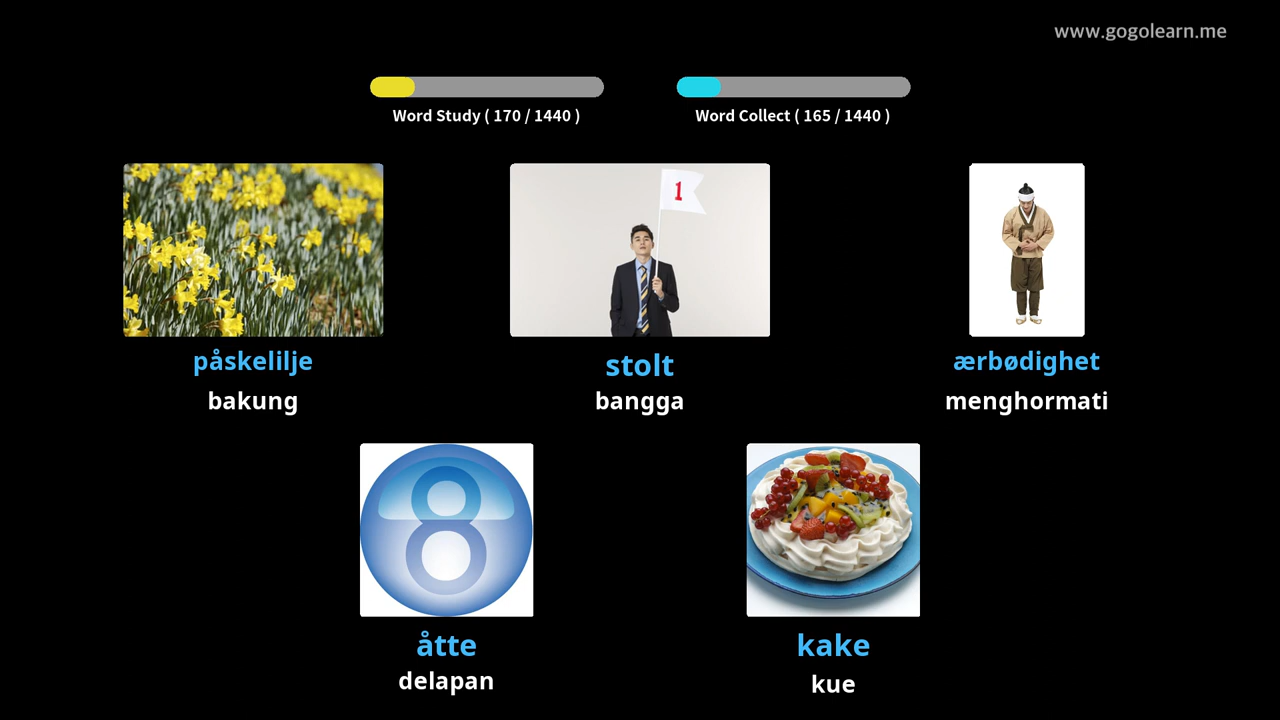 www.gogolearn.me
Word Study ( 170 / 1440 )
Word Collect ( 165 / 1440 )
1
påskelilje
stolt
ærbødighet
bakung
bangga
menghormati
8
åtte
kake
delapan
kue